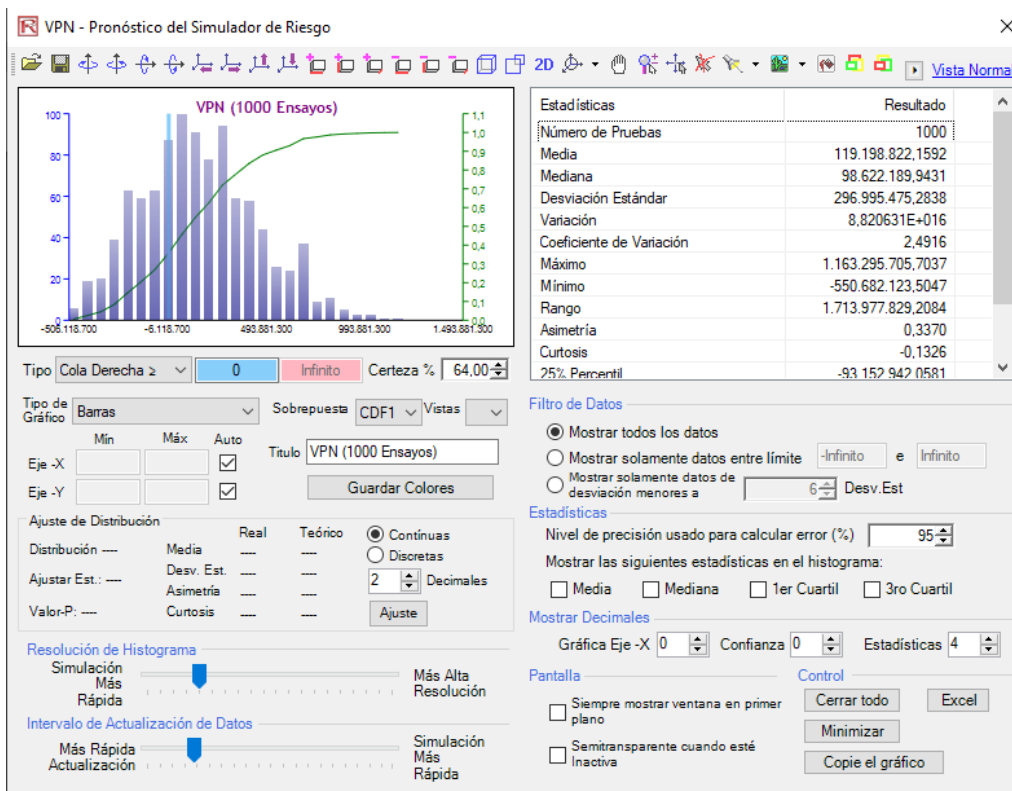 VPN - Pronóstico del Simulador de Riesgo
2D
Vista Normal
VPN (1000 Ensayos)
100
80
60
40
20
0
1,1
1,0
0,9
0,8
0,7
0,6
0,5
0,4
0,3
0,2
0,1
0,0
-506.118.700 -6.118.700 493.881.300 993.881.300 1.493.881.300
Tipo Cola Derecha ≥ 0 Infinito Certeza % 64,00
Tipo de Gráfico Barras Sobrepuesta CDF1 Vistas
Mín Máx Auto
Titulo VPN (1000 Ensayos)
Eje -X
Eje -Y
Guardar Colores
Ajuste de Distribución
Real Teórico
Distribución ---- Media ---- ----
Desv. Est. ---- ----
Ajustar Est.: ---- Asimetría ---- ----
Valor-P: ---- Curtosis ---- ----
Contínuas
Discretas
2 Decimales
Ajuste
Resolución de Histograma
Simulación Más Rápida
Más Alta Resolución
Intervalo de Actualización de Datos
Más Rápida Actualización
Simulación Más Rápida
Estadísticas Resultado
Número de Pruebas 1000
Media 119.198.822,1592
Mediana 98.622.189,9431
Desviación Estándar 296.995.475,2838
Variación 8,820631E+016
Coeficiente de Variación 2,4916
Máximo 1.163.295.705,7037
Mínimo -550.682.123,5047
Rango 1.713.977.829,2084
Asimetría 0,3370
Curtosis -0,1326
25% Percentil -93.152.942,0581
Filtro de Datos
Mostrar todos los datos
Mostrar solamente datos entre límite -Infinito e Infinito
Mostrar solamente datos de desviación menores a 6 Desv.Est
Estadísticas
Nivel de precisión usado para calcular error (%) 95
Mostrar las siguientes estadísticas en el histograma:
Media Mediana 1er Cuartil 3ro Cuartil
Mostrar Decimales
Gráfica Eje -X 0 Confianza 0 Estadísticas 4
Pantalla
Siempre mostrar ventana en primer plano
Semitransparente cuando esté Inactiva
Control
Cerrar todo Excel
Minimizar
Copie el gráfico